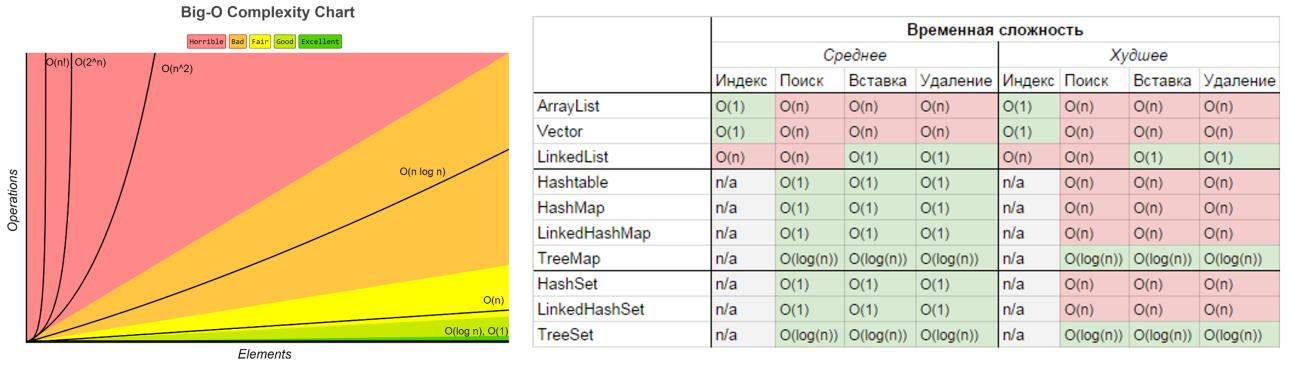 Big-O Complexity Chart
Horrible Bad Fair Good Excellent
O(n!) O(2^n) O(n^2)
O(n log n)
O(n)
O(log n), O(1)
Operations
Elements
Временная сложность
Среднее Худшее
Индекс Поиск Вставка Удаление Индекс Поиск Вставка Удаление
ArrayList O(1) O(n) O(n) O(n) O(1) O(n) O(n) O(n)
Vector O(1) O(n) O(n) O(n) O(1) O(n) O(n) O(n)
LinkedList O(n) O(n) O(1) O(1) O(n) O(n) O(1) O(1)
Hashtable n/a O(1) O(1) O(1) n/a O(n) O(n) O(n)
HashMap n/a O(1) O(1) O(1) n/a O(n) O(n) O(n)
LinkedHashMap n/a O(1) O(1) O(1) n/a O(n) O(n) O(n)
TreeMap n/a O(log(n)) O(log(n)) O(log(n)) n/a O(log(n)) O(log(n)) O(log(n))
HashSet n/a O(1) O(1) O(1) n/a O(n) O(n) O(n)
LinkedHashSet n/a O(1) O(1) O(1) n/a O(n) O(n) O(n)
TreeSet n/a O(log(n)) O(log(n)) O(log(n)) n/a O(log(n)) O(log(n)) O(log(n))